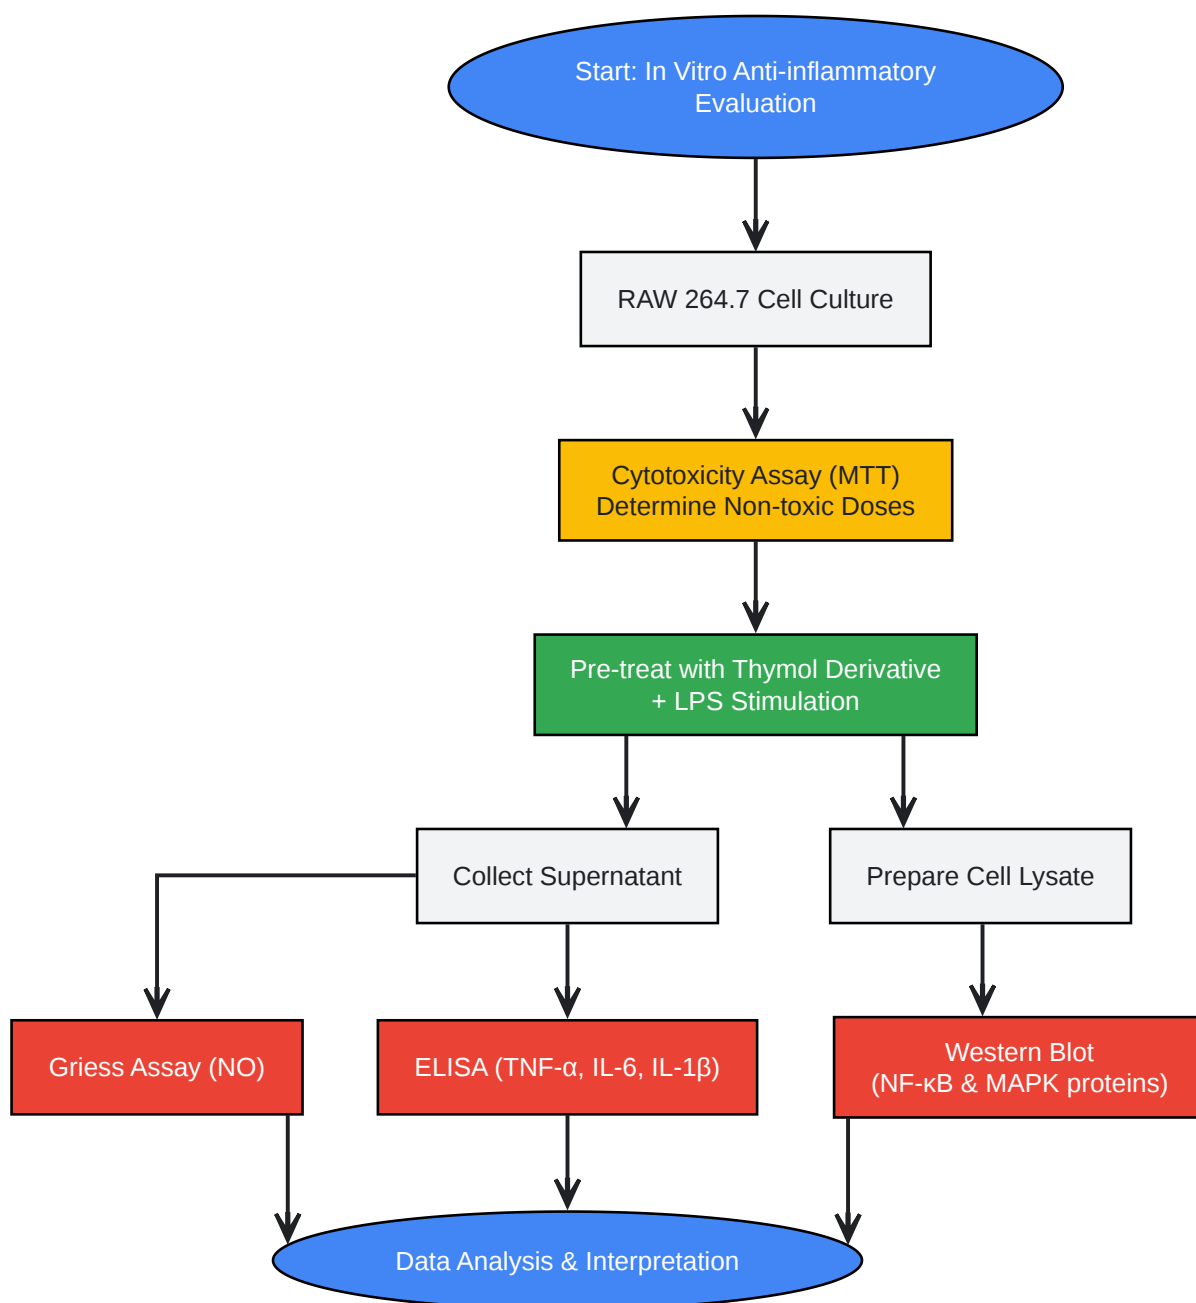 Start: In Vitro Anti-inflammatory
Evaluation
RAW 264.7 Cell Culture
Cytotoxicity Assay (MTT)
Determine Non-toxic Doses
Pre-treat with Thymol Derivative
+ LPS Stimulation
Collect Supernatant
Prepare Cell Lysate
Griess Assay (NO)
ELISA (TNF-α, IL-6, IL-1β)
Western Blot
(NF-κB & MAPK proteins)
Data Analysis & Interpretation